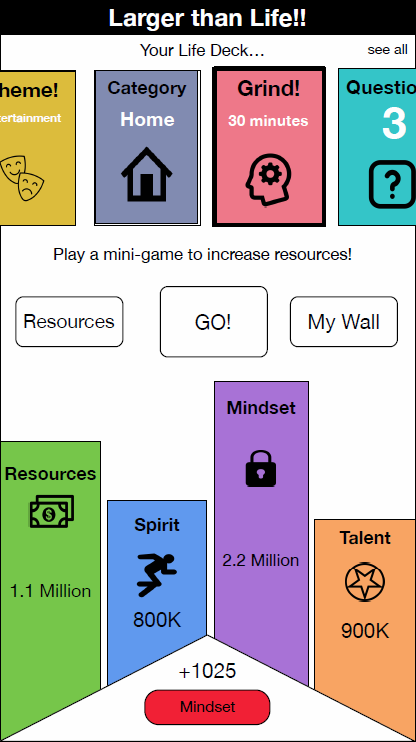 Larger than Life!!
Your Life Deck...
see all
heme!
ertainment
Category
Home
Grind!
30 minutes
Questio
3
?
Play a mini-game to increase resources!
Resources
GO!
My Wall
Resources
$
1.1 Million
Spirit
800K
Mindset
2.2 Million
Talent
900K
+1025
Mindset